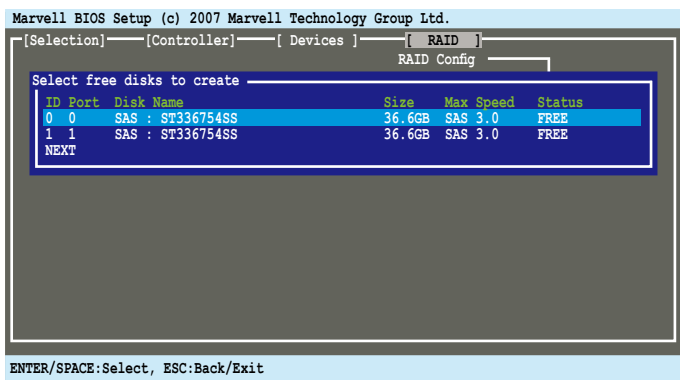 Marvell BIOS Setup (c) 2007 Marvell Technology Group Ltd.
[Selection] [Controller] [ Devices ] [ RAID ]
RAID Config
Select free disks to create
ID Port Disk Name Size Max Speed Status
0 0 SAS : ST336754SS 36.6GB SAS 3.0 FREE
1 1 SAS : ST336754SS 36.6GB SAS 3.0 FREE
NEXT
ENTER/SPACE:Select, ESC:Back/Exit